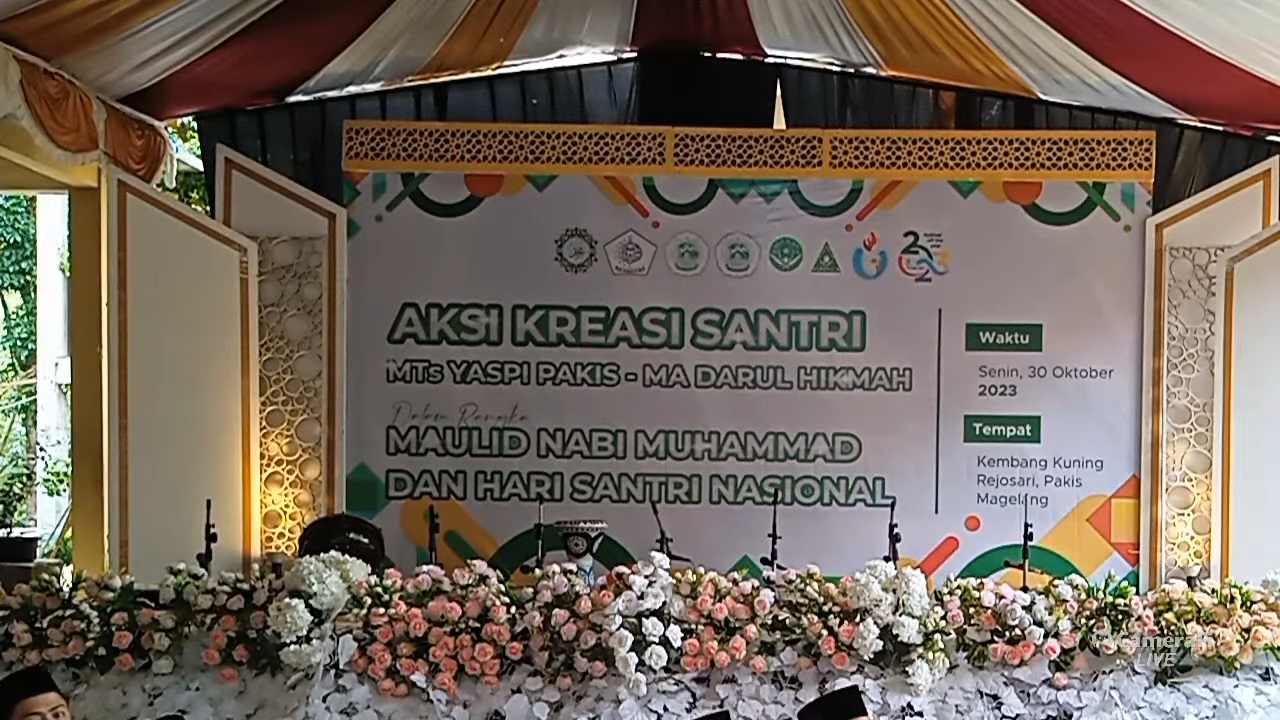 AKSI KREASI SANTRI
MTs YASPI PAKIS - MA DARUL HIKMAH
Dalam Rangka
MAULID NABI MUHAMMAD
DAN HARI SANTRI NASIONAL
Waktu
Senin, 30 Oktober
2023
Tempat
Kembang Kuning
Rejosari, Pakis
Magelang
LIVE